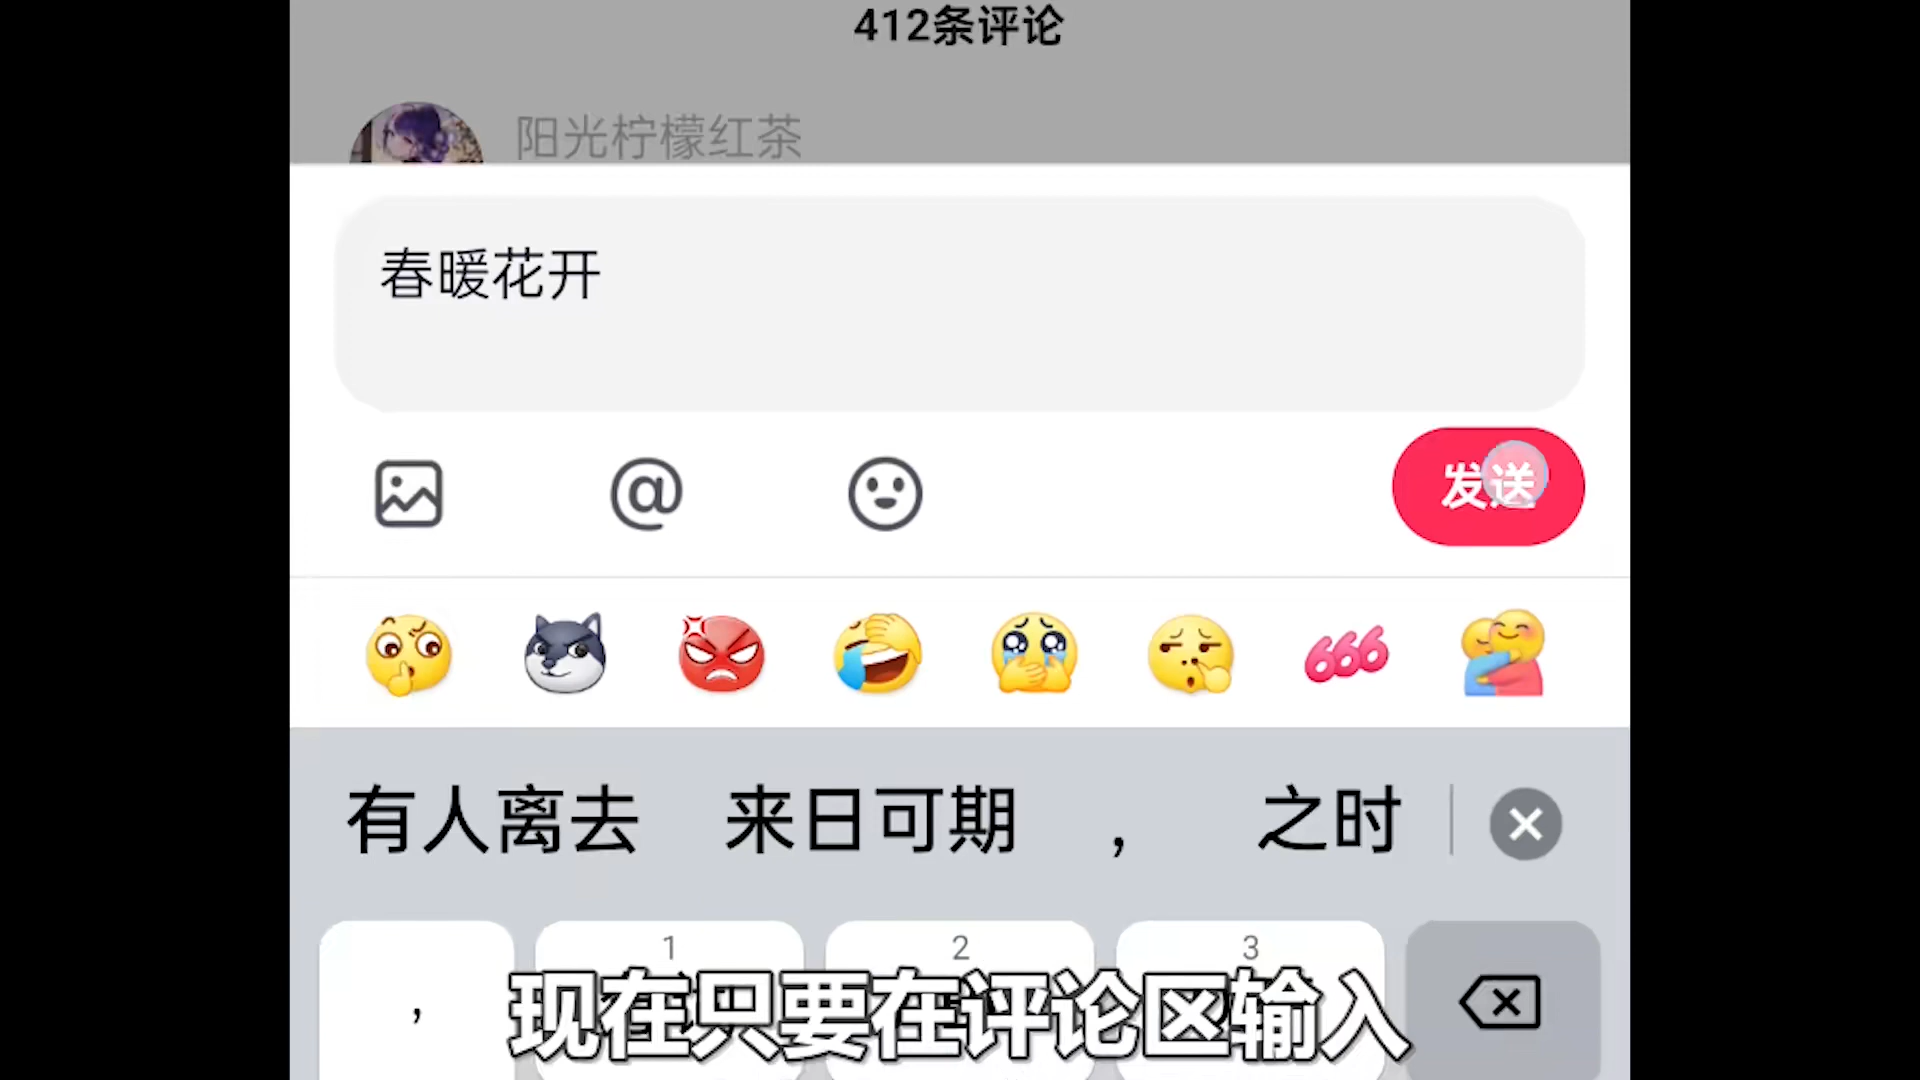 412条评论
阳光柠檬红茶
春暖花开
@
发送
666
有人离去 来日可期 ， 之时
1 2 3
，
现在只要在评论区输入